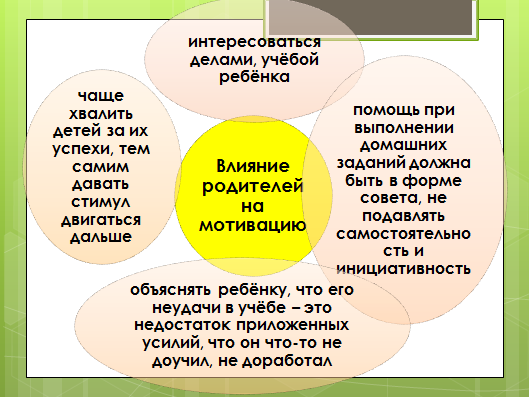 интересоваться
делами, учёбой
ребёнка
чаще
хвалить
детей за их
успехи, тем
самим
давать
стимул
двигаться
дальше
Влияние
родителей
на
мотивацию
помощь при
выполнении
домашних
заданий должна
быть в форме
совета, не
подавлять
самостоятельно
сть и
инициативность
объяснять ребёнку, что его
неудачи в учёбе – это
недостаток приложенных
усилий, что он что-то не
доучил, не доработал